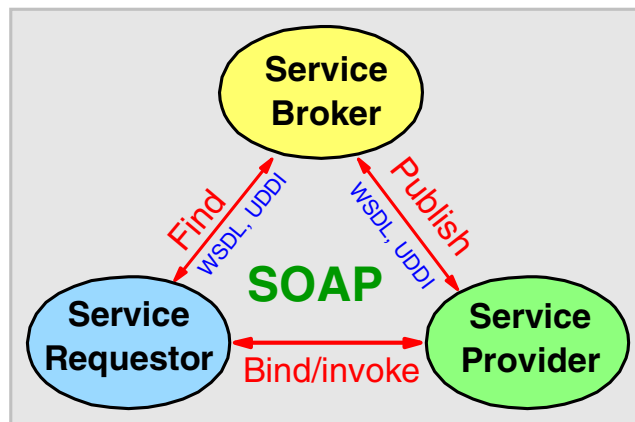 Service
Broker
Find
WSDL, UDDI
Publish
WSDL, UDDI
SOAP
Service
Requestor
Bind/invoke
Service
Provider